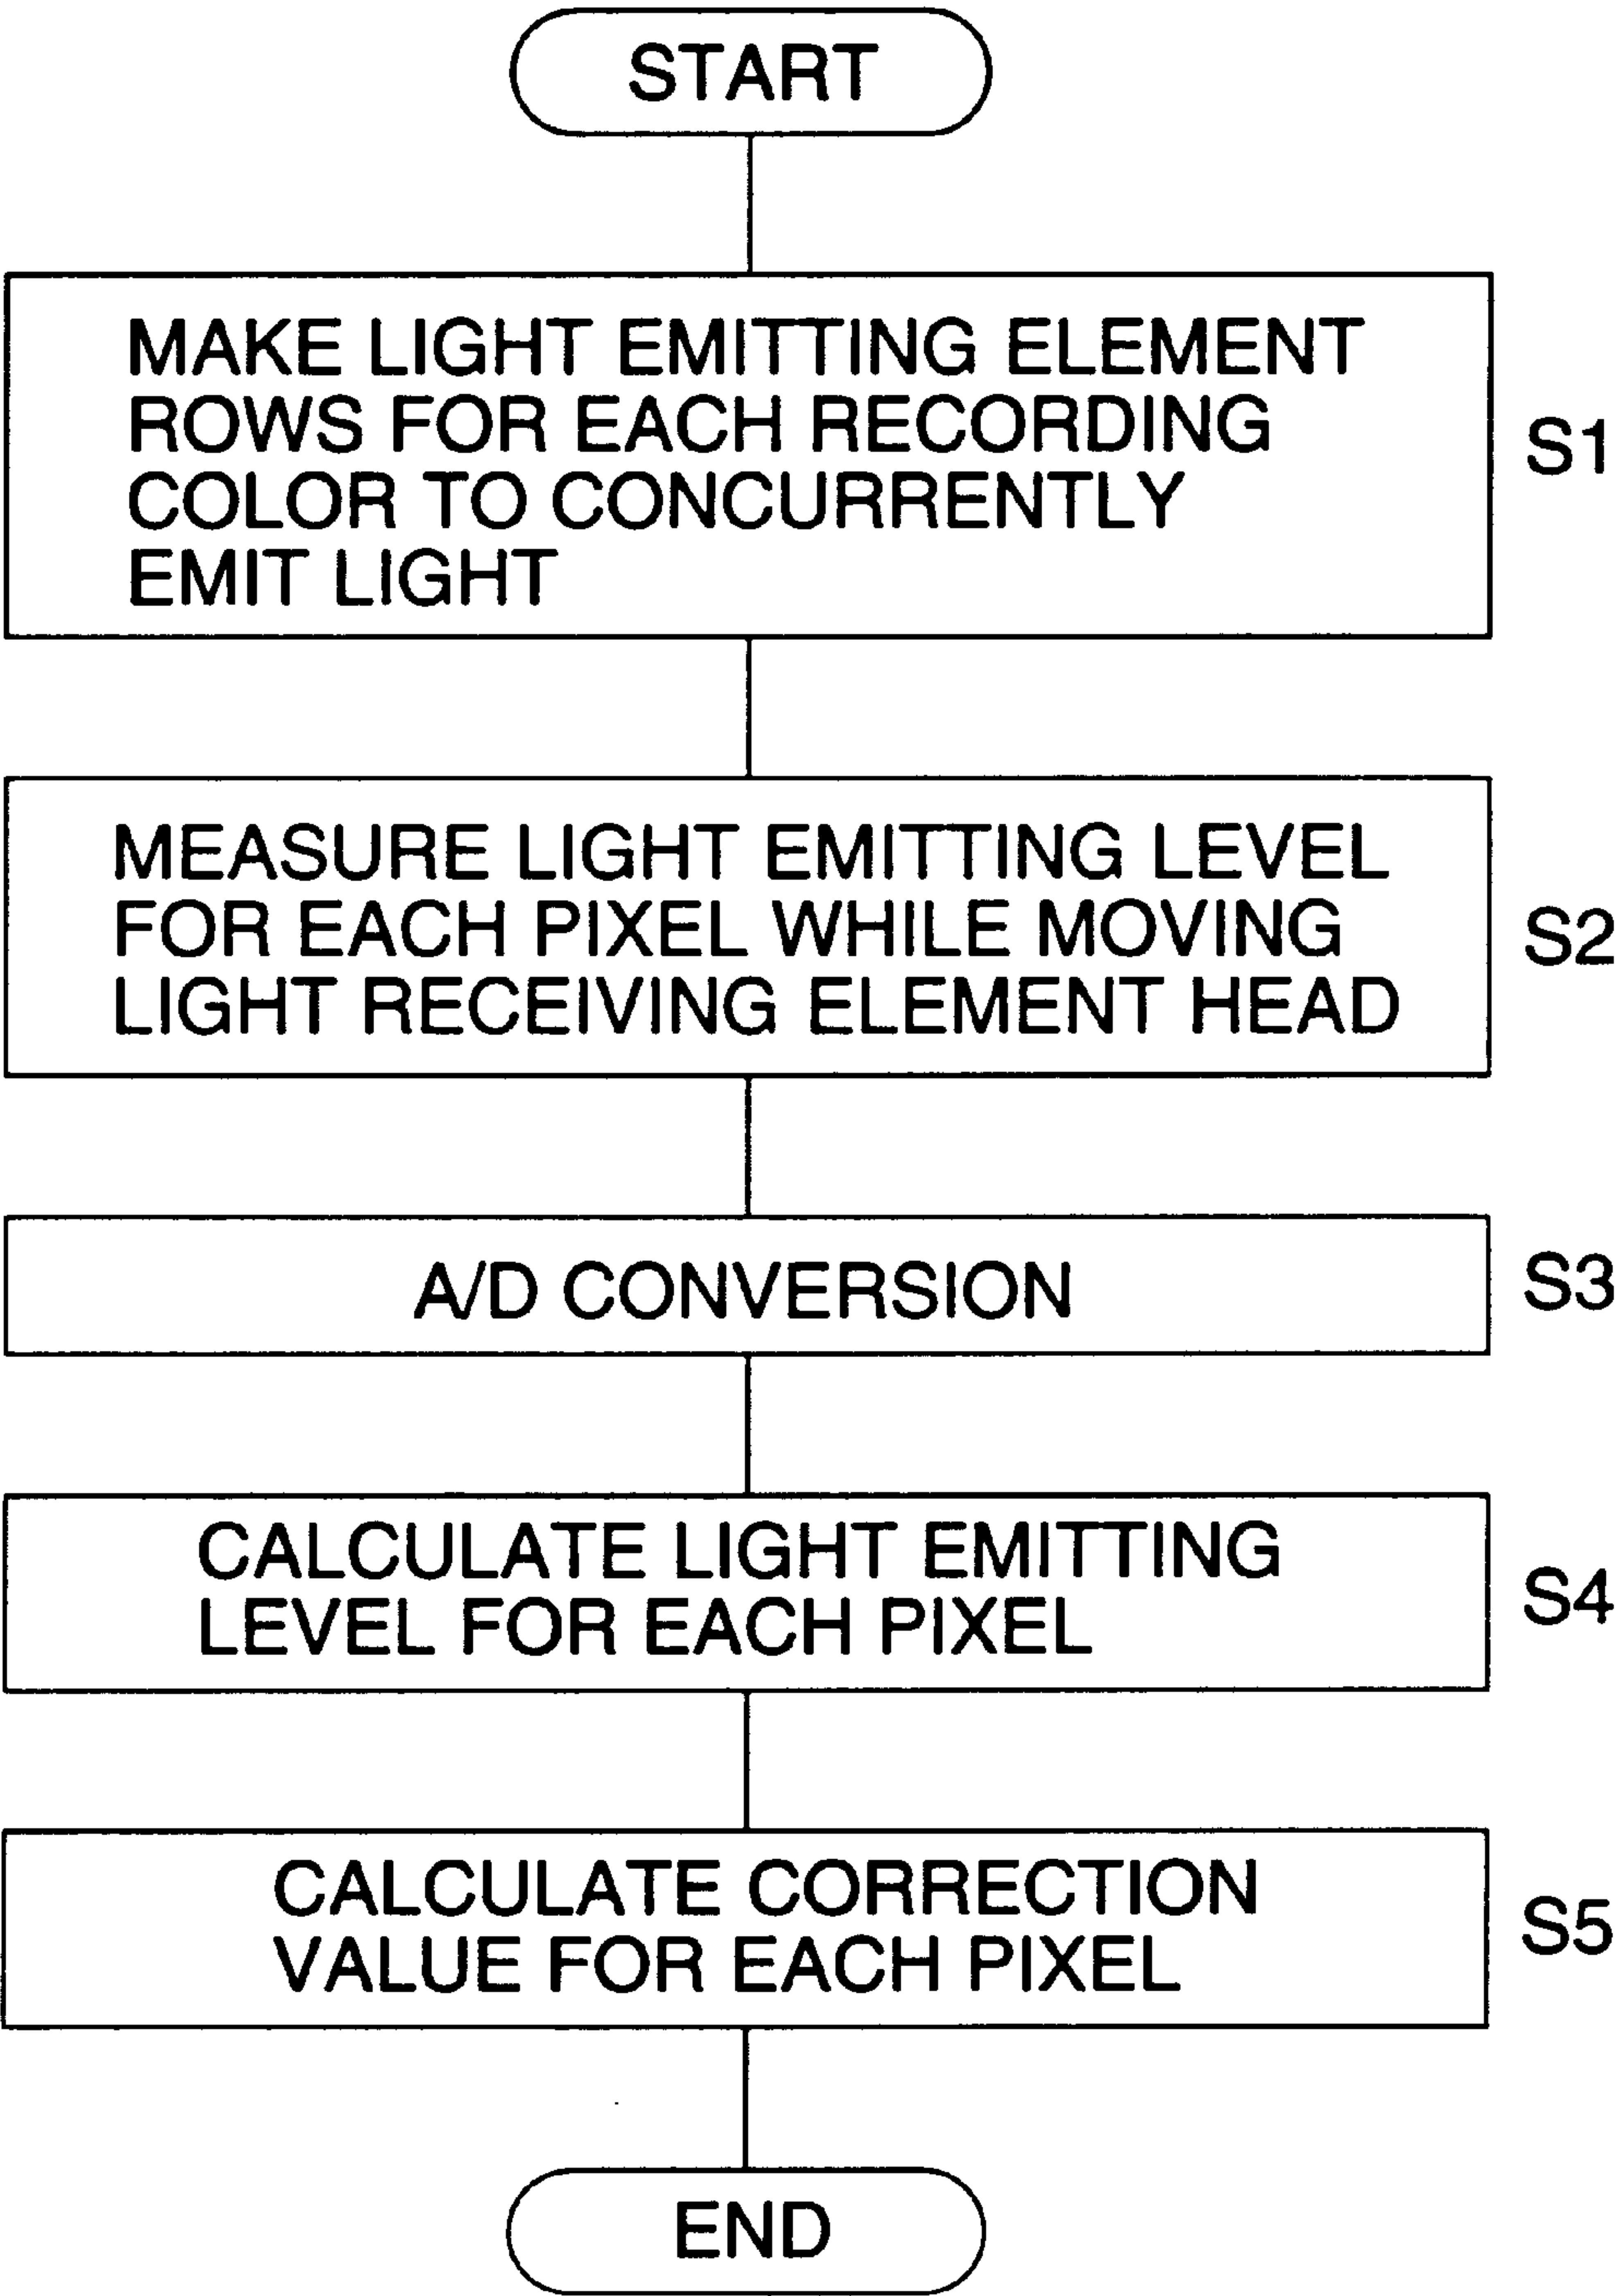 START
MAKE LIGHT EMITTING ELEMENT
ROWS FOR EACH RECORDING
COLOR TO CONCURRENTLY
EMIT LIGHT
S1
MEASURE LIGHT EMITTING LEVEL
FOR EACH PIXEL WHILE MOVING
LIGHT RECEIVING ELEMENT HEAD
S2
A/D CONVERSION
S3
CALCULATE LIGHT EMITTING
LEVEL FOR EACH PIXEL
S4
CALCULATE CORRECTION
VALUE FOR EACH PIXEL
S5
END